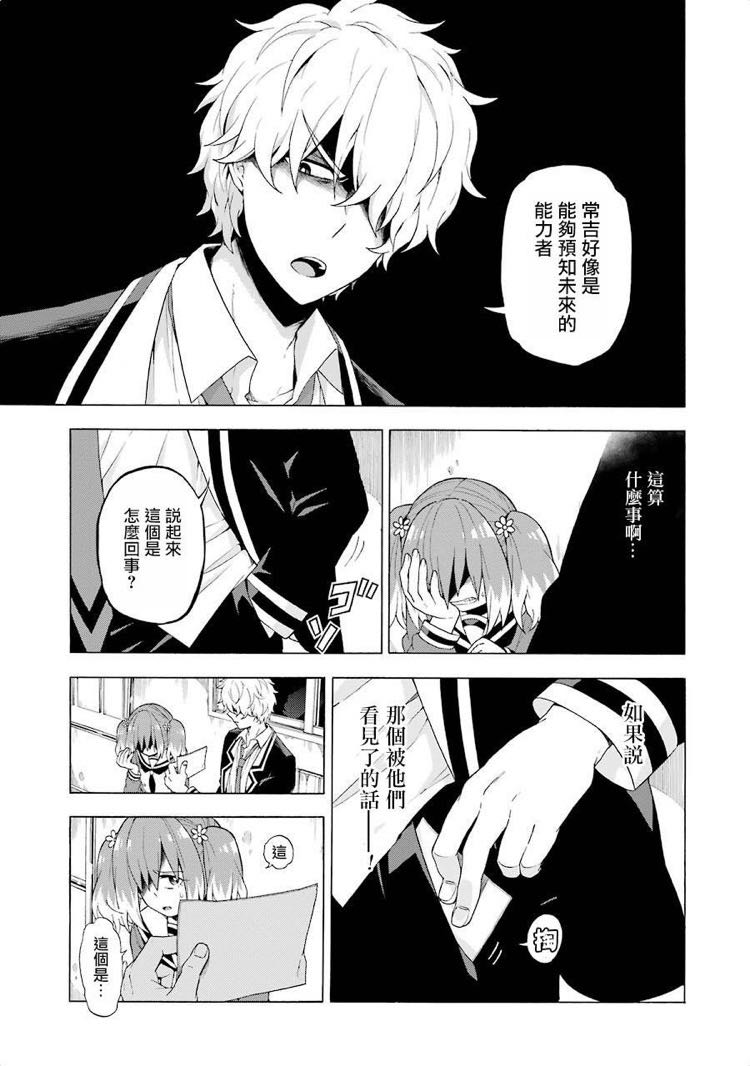 常吉好像是
能夠預知未來的
能力者
這算
什麼事啊…
說起來
這個是
怎麼回事？
ゴソ
如果說
那個被他們
看見了的話——！
掏
這
這個是…